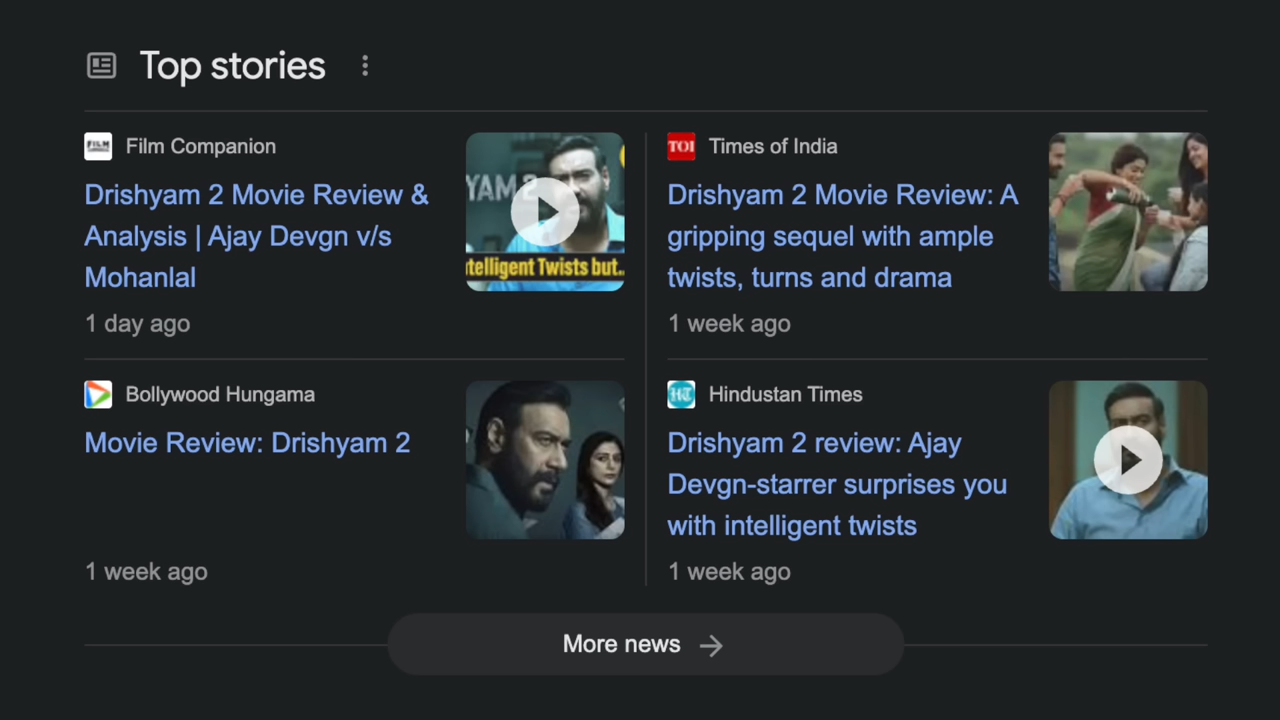 Top stories
FILM
Film Companion
Drishyam 2 Movie Review &
Analysis | Ajay Devgn v/s
Mohanlal
1 day ago
YAM 2
telligent Twists but..
TOI
Times of India
Drishyam 2 Movie Review: A
gripping sequel with ample
twists, turns and drama
1 week ago
Bollywood Hungama
Movie Review: Drishyam 2
1 week ago
HT
Hindustan Times
Drishyam 2 review: Ajay
Devgn-starrer surprises you
with intelligent twists
1 week ago
More news